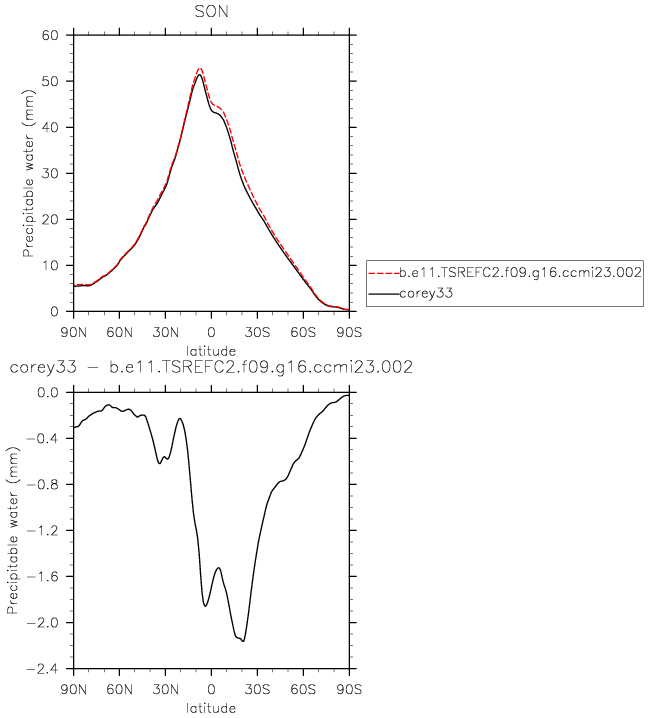 SON
60
50
40
30
20
10
0
Precipitable water (mm)
90N 60N 30N 0 30S 60S 90S
latitude
b.e11.TSREFC2.f09.g16.ccmi23.002
corey33
corey33 - b.e11.TSREFC2.f09.g16.ccmi23.002
0.0
-0.4
-0.8
-1.2
-1.6
-2.0
-2.4
Precipitable water (mm)
90N 60N 30N 0 30S 60S 90S
latitude